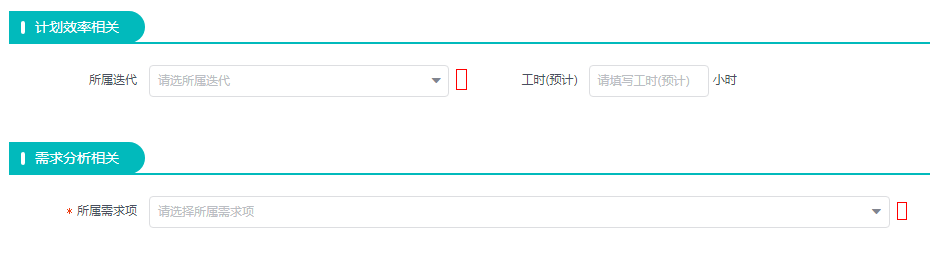 计划效率相关
所属迭代 请选所属迭代 工时(预计) 请填写工时(预计) 小时
需求分析相关
* 所属需求项 请选择所属需求项